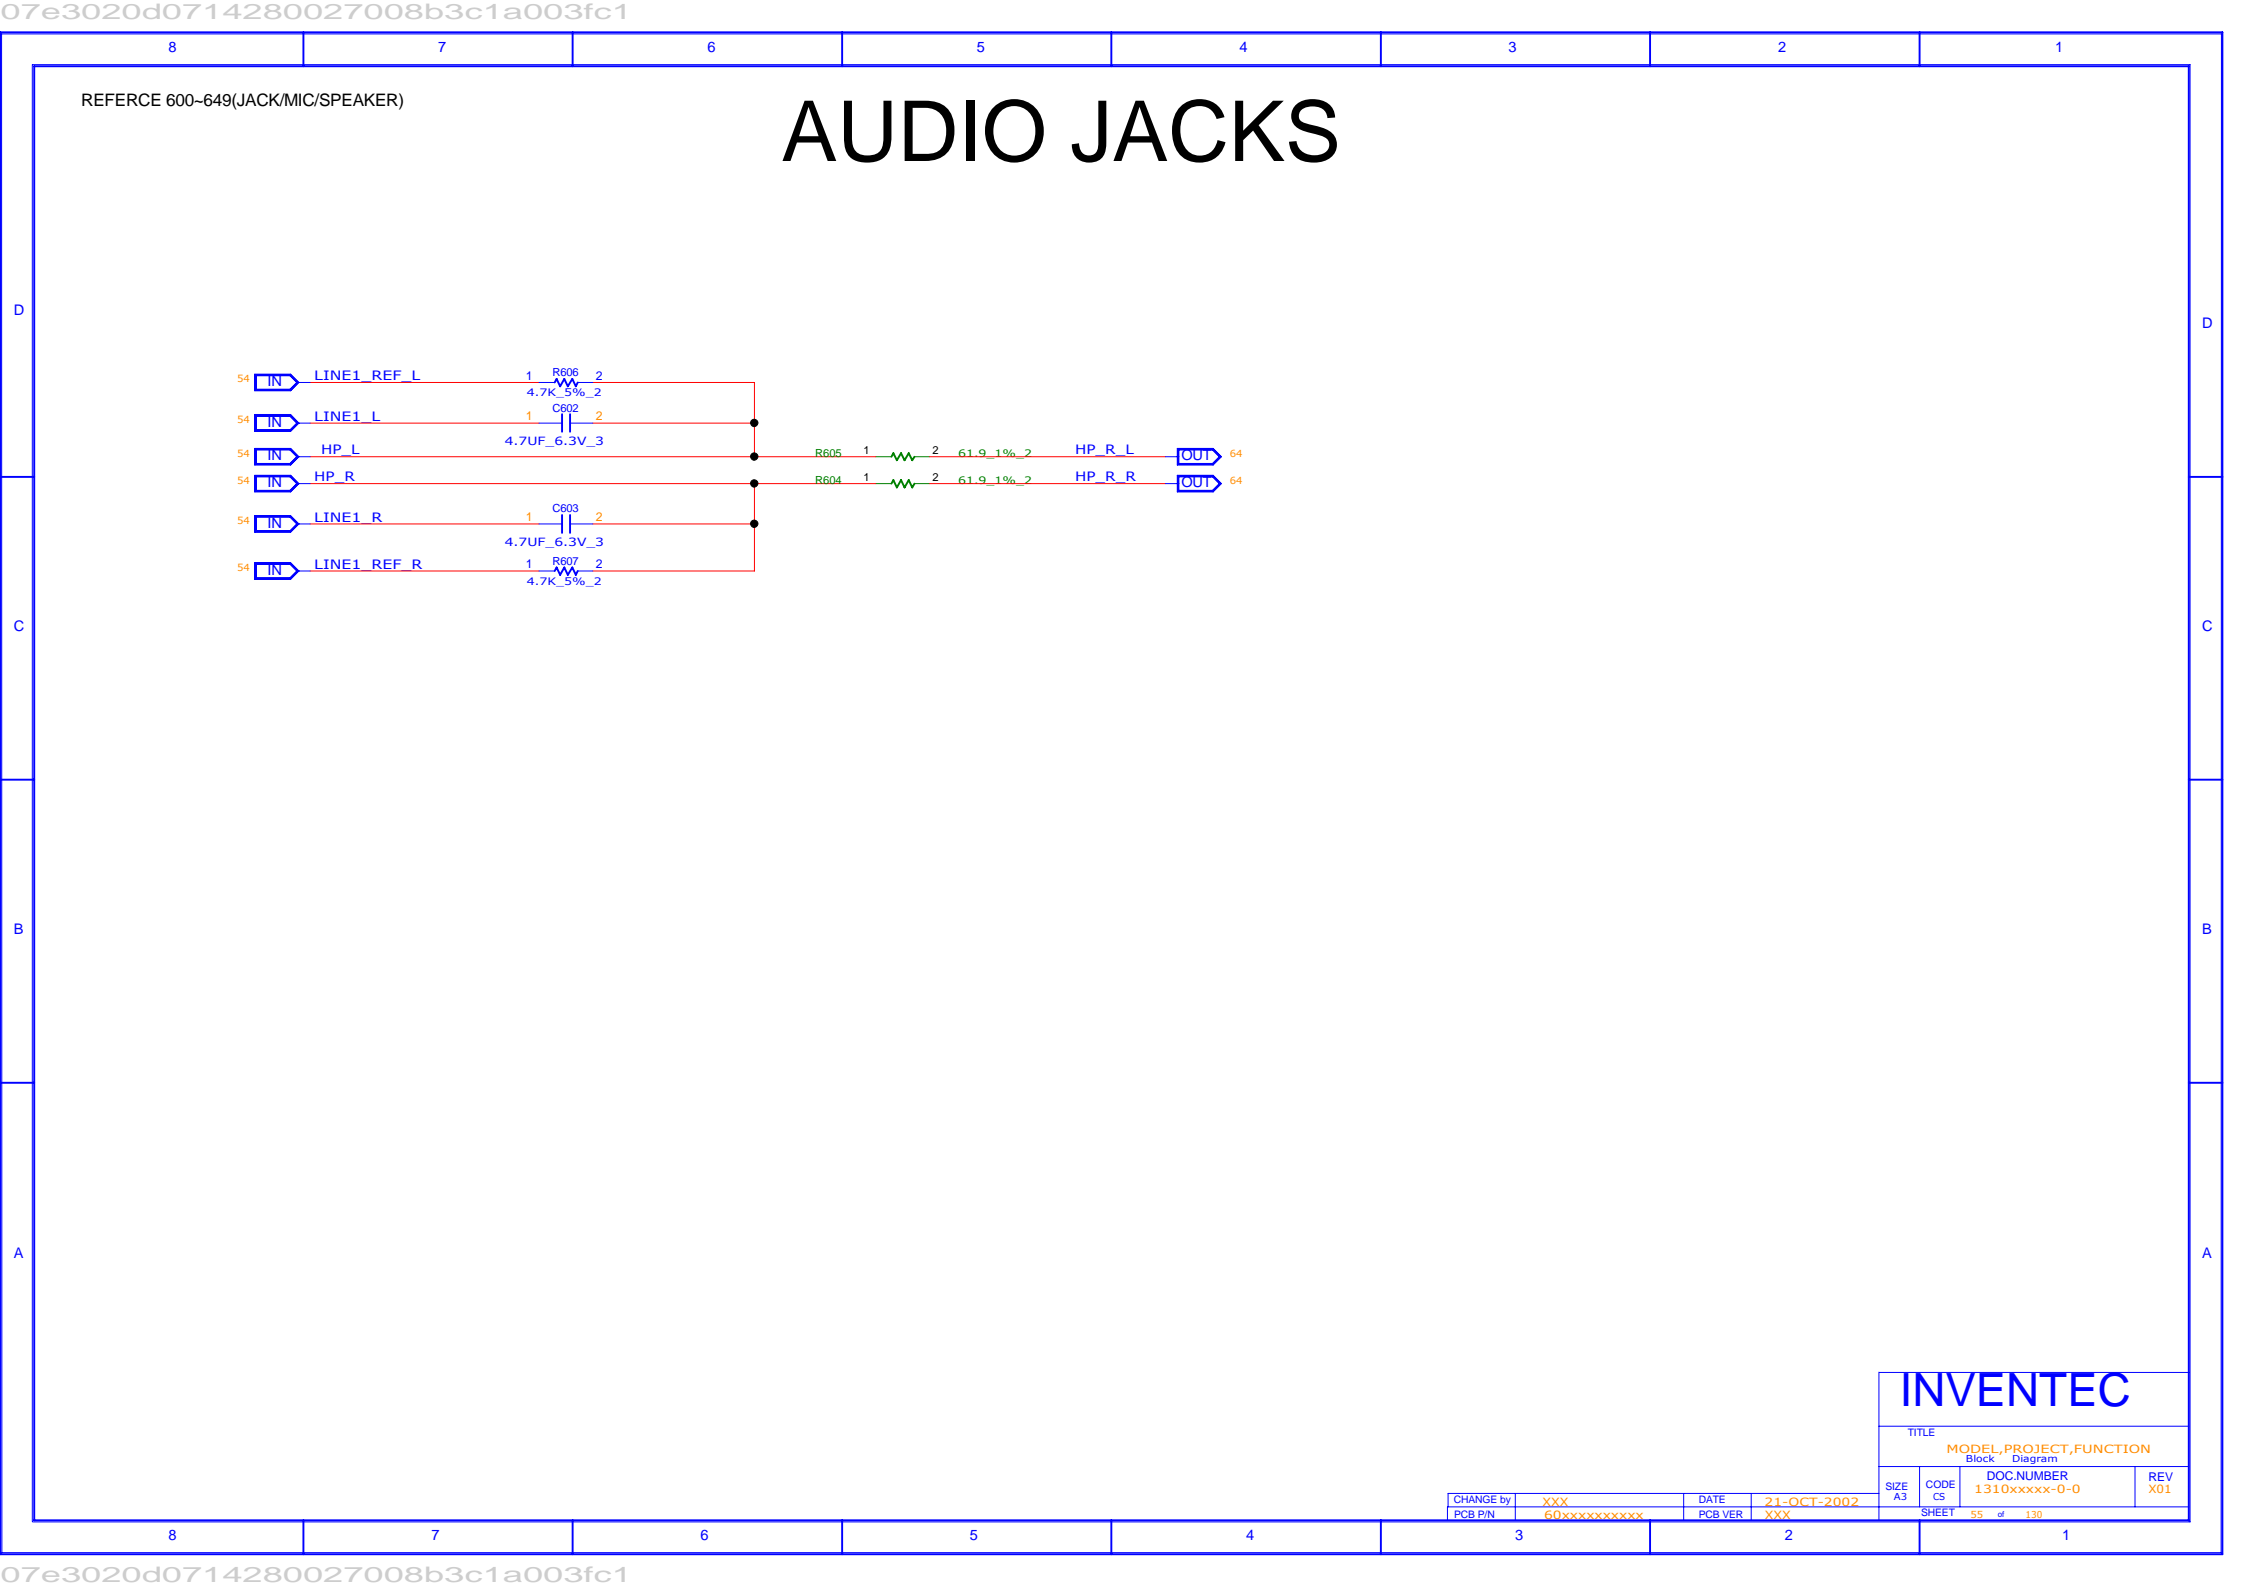 07e3020d0714280027008b3c1a003fc1
8 7 6 5 4 3 2 1
REFERCE 600~649(JACK/MIC/SPEAKER)
AUDIO JACKS
D D
54 IN LINE1_REF_L 1 R606 2
4.7K_5%_2
54 IN LINE1_L 1 C602 2
4.7UF_6.3V_3
54 IN HP_L R605 1 2 61.9_1%_2 HP_R_L OUT 64
54 IN HP_R R604 1 2 61.9_1%_2 HP_R_R OUT 64
54 IN LINE1_R 1 C603 2
4.7UF_6.3V_3
54 IN LINE1_REF_R 1 R607 2
4.7K_5%_2
C C
B B
A A
INVENTEC
TITLE
MODEL,PROJECT,FUNCTION
Block Diagram
SIZE CODE DOC.NUMBER REV
A3 CS 1310xxxxx-0-0 X01
CHANGE by XXX DATE 21-OCT-2002
PCB P/N 60xxxxxxxxxx PCB VER XXX SHEET 55 of 130
8 7 6 5 4 3 2 1
07e3020d0714280027008b3c1a003fc1